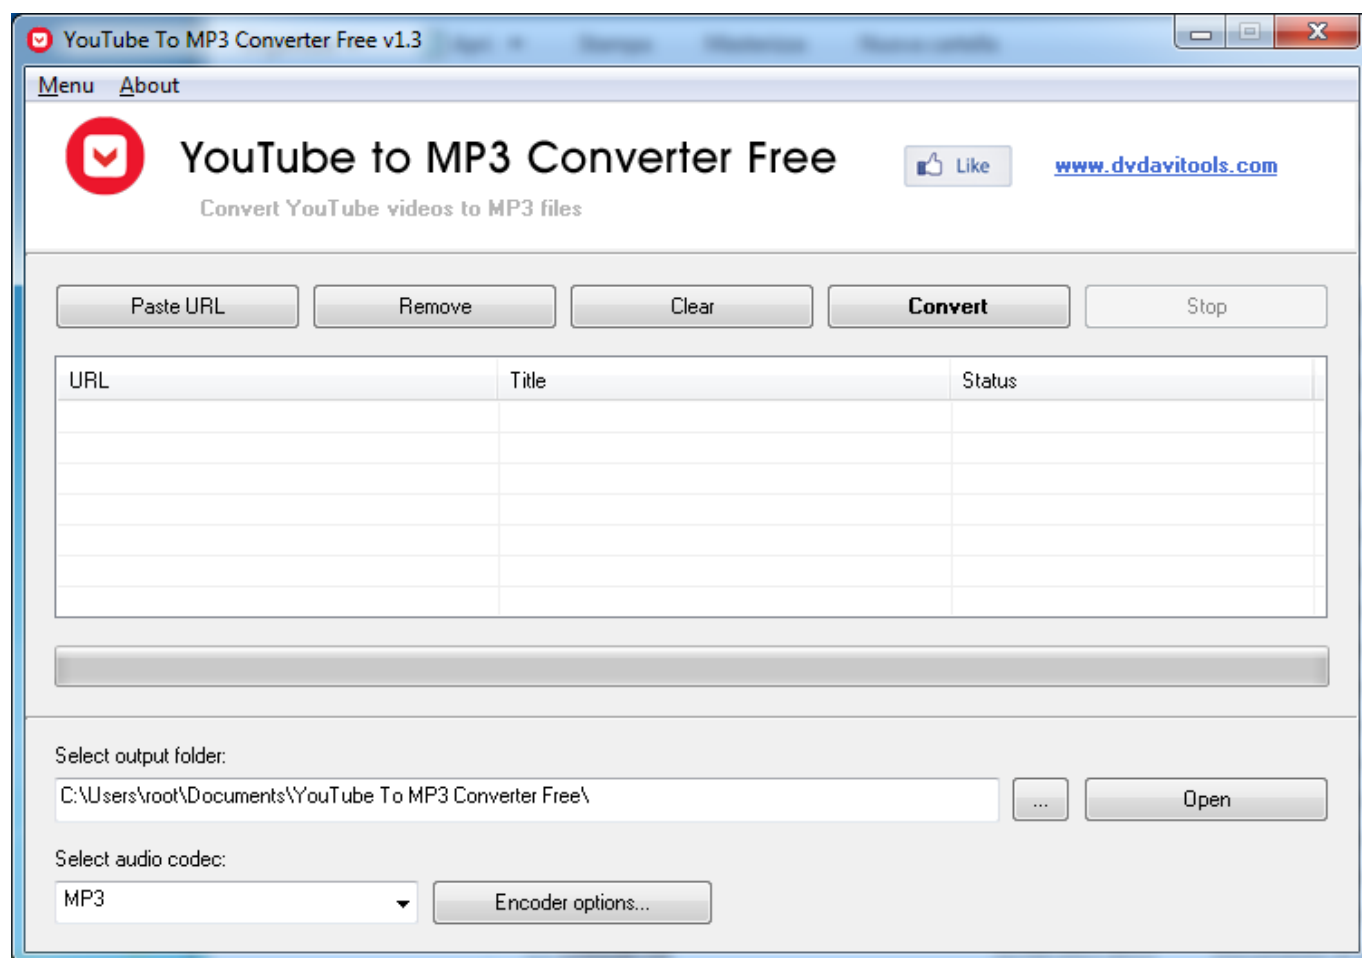 YouTube To MP3 Converter Free v1.3
Menu About
YouTube to MP3 Converter Free
Like
www.dvdavitools.com
Convert YouTube videos to MP3 files
Paste URL Remove Clear Convert Stop
URL Title Status
Select output folder:
C:\Users\root\Documents\YouTube To MP3 Converter Free\
... Open
Select audio codec:
MP3 Encoder options...